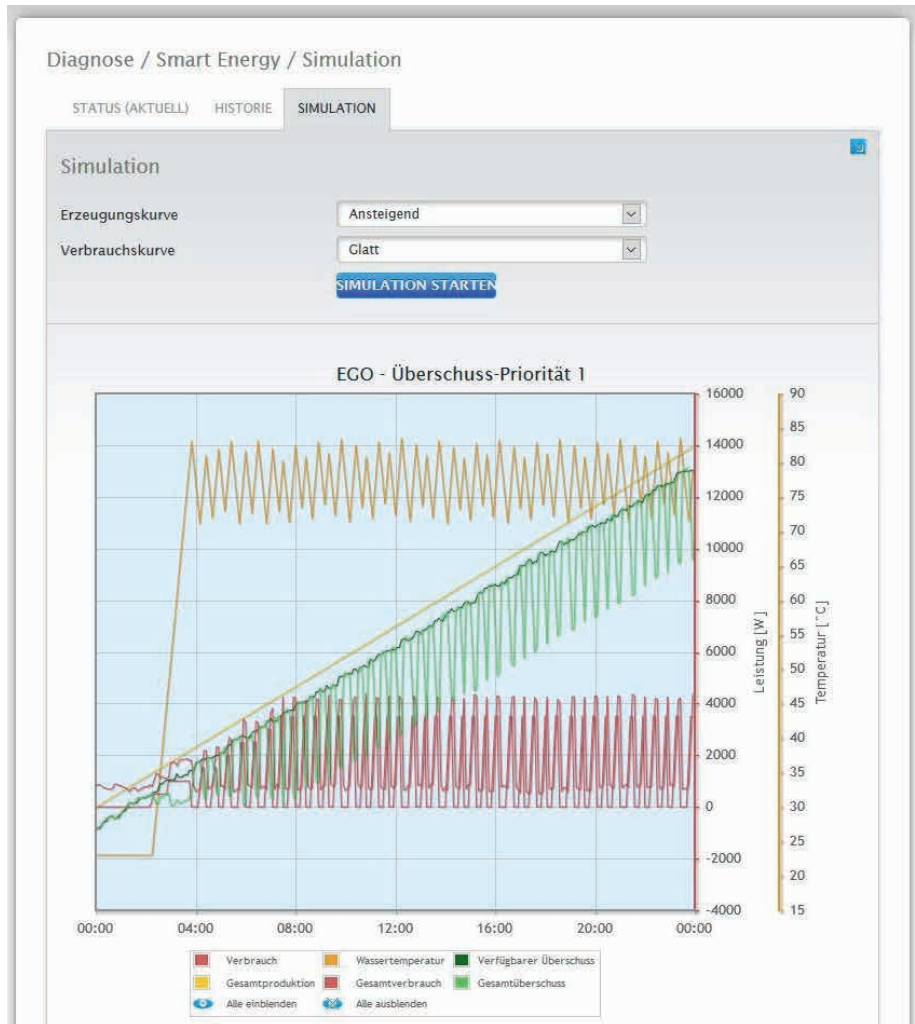 Diagnose / Smart Energy / Simulation
STATUS (AKTUELL) HISTORIE SIMULATION
Simulation
Erzeugungskurve Ansteigend
Verbrauchskurve Glatt
SIMULATION STARTEN
EGO - Überschuss-Priorität 1
16000 90
85
14000
80
12000 75
70
10000
65
8000 60
55
6000
50
4000 45
40
2000
35
0 30
25
-2000
20
-4000 15
Leistung [W]
Temperatur [°C]
00:00 04:00 08:00 12:00 16:00 20:00 00:00
Verbrauch Wassertemperatur Verfügbarer Überschuss
Gesamtproduktion Gesamtverbrauch Gesamtüberschuss
Alle einblenden Alle ausblenden